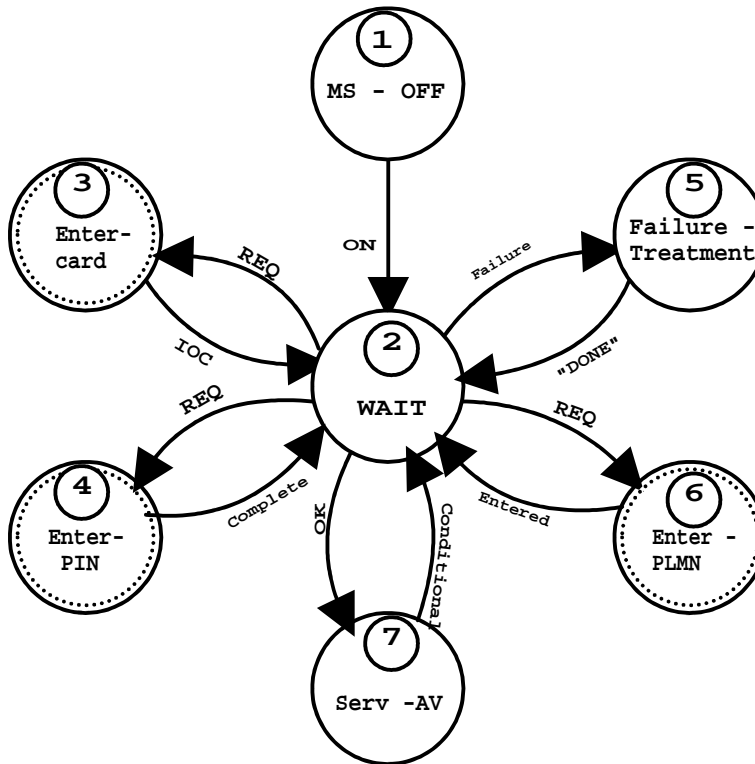 1
MS - OFF
3
Enter-
card
5
Failure -
Treatment
ON
REQ
Failure
IOC
"DONE"
2
WAIT
REQ
REQ
4
Enter-
PIN
Complete
OK
Conditional
Entered
6
Enter -
PLMN
7
Serv -AV